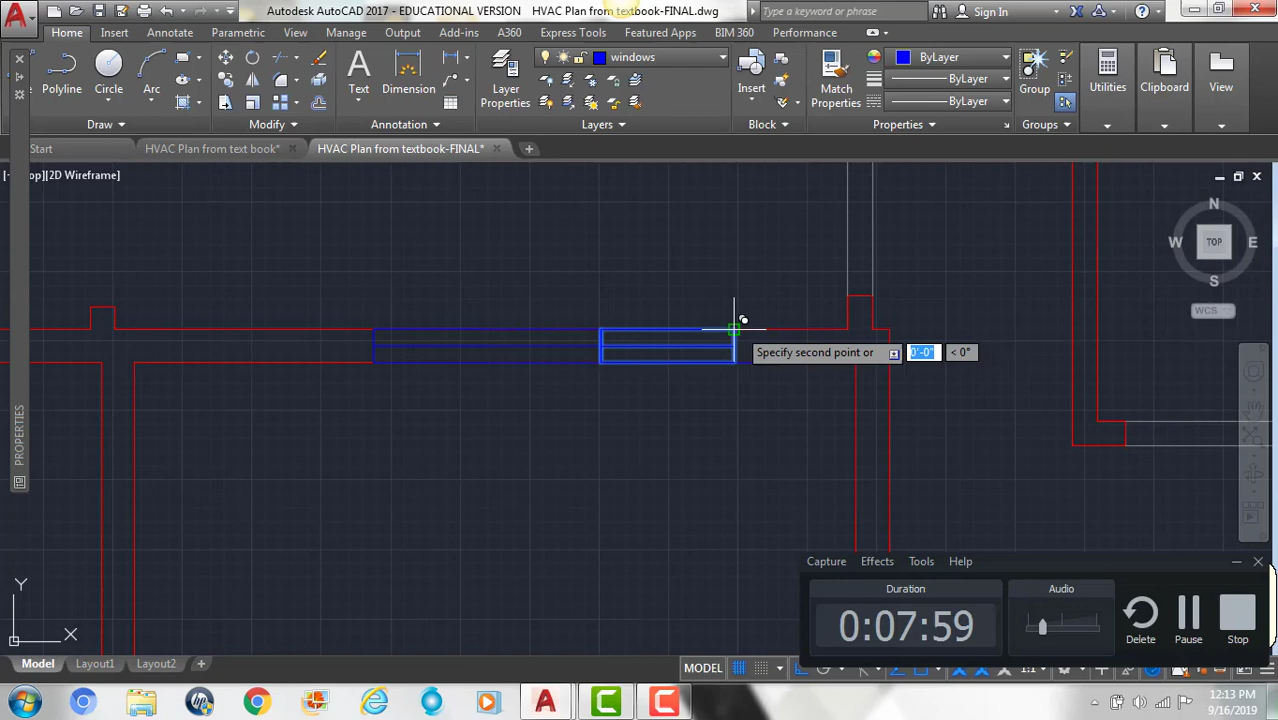 Autodesk AutoCAD 2017 - EDUCATIONAL VERSION HVAC Plan from textbook-FINAL.dwg
Type a keyword or phrase
Sign In
Home Insert Annotate Parametric View Manage Output Add-ins A360 Express Tools Featured Apps BIM 360 Performance
windows
ByLayer
ByLayer
ByLayer
Polyline Circle Arc
Text Dimension
Layer Properties
Insert
Match Properties
Group
Utilities Clipboard View
Draw Modify Annotation Layers Block Properties Groups
Start HVAC Plan from text book* HVAC Plan from textbook-FINAL*
[2D Wireframe]
N
W TOP E
S
WCS
Specify second point or 0'-0" < 0°
PROPERTIES
Capture Effects Tools Help
Duration Audio
0:07:59
Delete Pause Stop
Y
X
Model Layout1 Layout2
MODEL
1:1
12:13 PM
9/16/2019